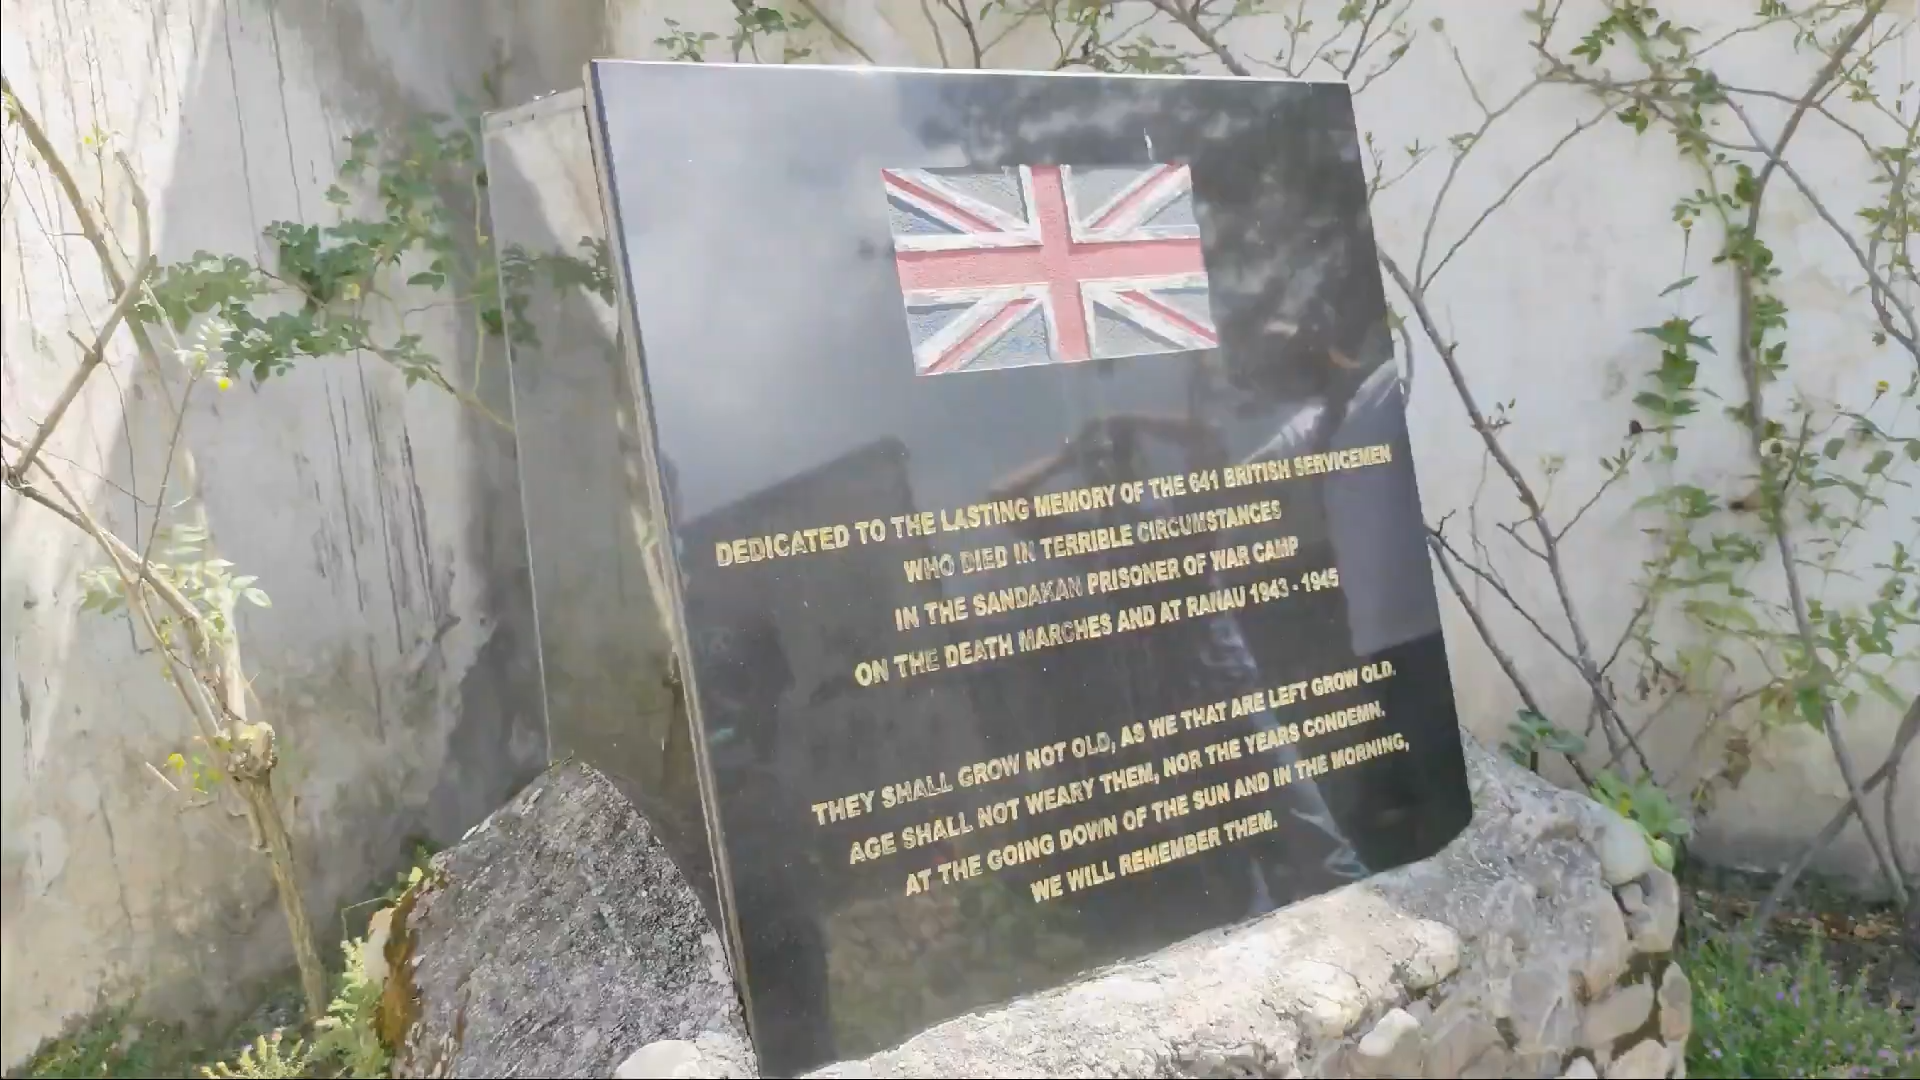 DEDICATED TO THE LASTING MEMORY OF THE 641 BRITISH SERVICEMEN
WHO DIED IN TERRIBLE CIRCUMSTANCES
IN THE SANDAKAN PRISONER OF WAR CAMP
ON THE DEATH MARCHES AND AT RANAU 1943 - 1945
THEY SHALL GROW NOT OLD, AS WE THAT ARE LEFT GROW OLD.
AGE SHALL NOT WEARY THEM, NOR THE YEARS CONDEMN.
AT THE GOING DOWN OF THE SUN AND IN THE MORNING,
WE WILL REMEMBER THEM.